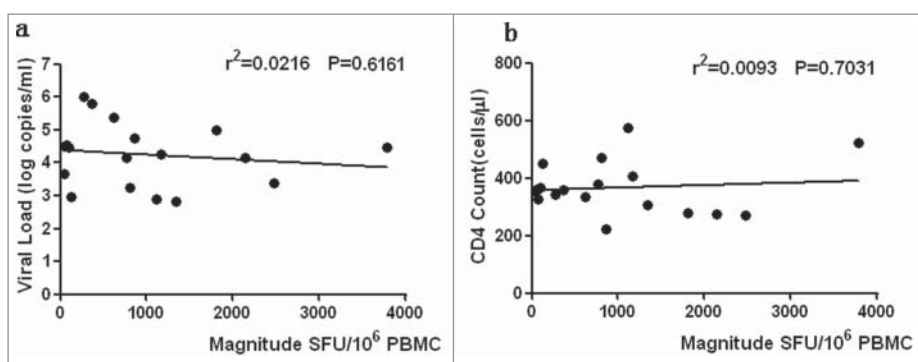 a
r²=0.0216 P=0.6161
Viral Load (log copies/ml)
7
6
5
4
3
2
1
0
0 1000 2000 3000 4000
Magnitude SFU/10⁶ PBMC
b
r²=0.0093 P=0.7031
CD4 Count(cells/µl)
800
600
400
200
0
0 1000 2000 3000 4000
Magnitude SFU/10⁶ PBMC